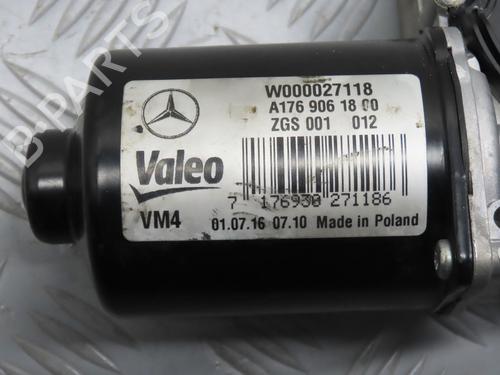 B-PARTS
W000027118
A176 906 18 00
ZGS 001 012
Valeo
7 176930 271186
VM4 01.07.16 07.10 Made in Poland